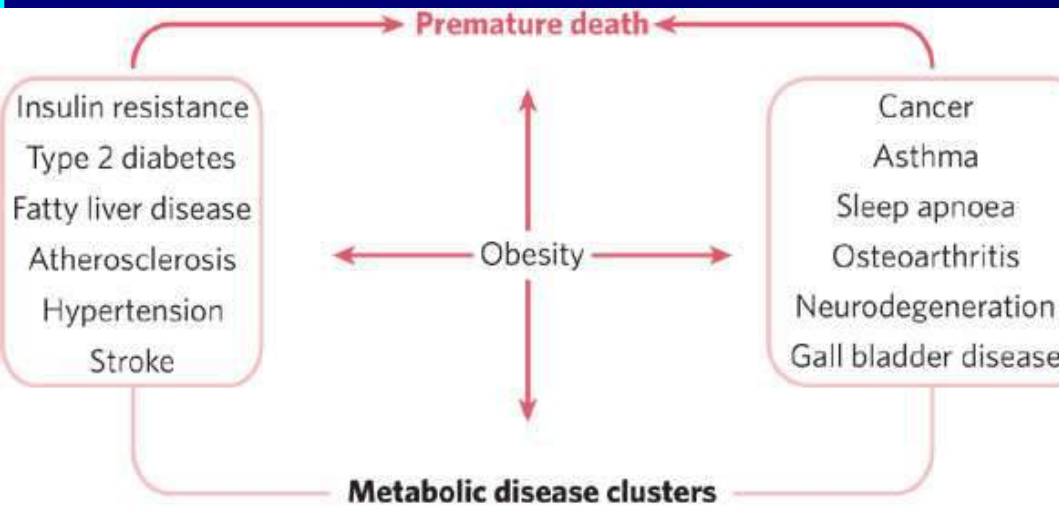 Premature death
Insulin resistance
Type 2 diabetes
Fatty liver disease
Atherosclerosis
Hypertension
Stroke
Obesity
Cancer
Asthma
Sleep apnoea
Osteoarthritis
Neurodegeneration
Gall bladder disease
Metabolic disease clusters